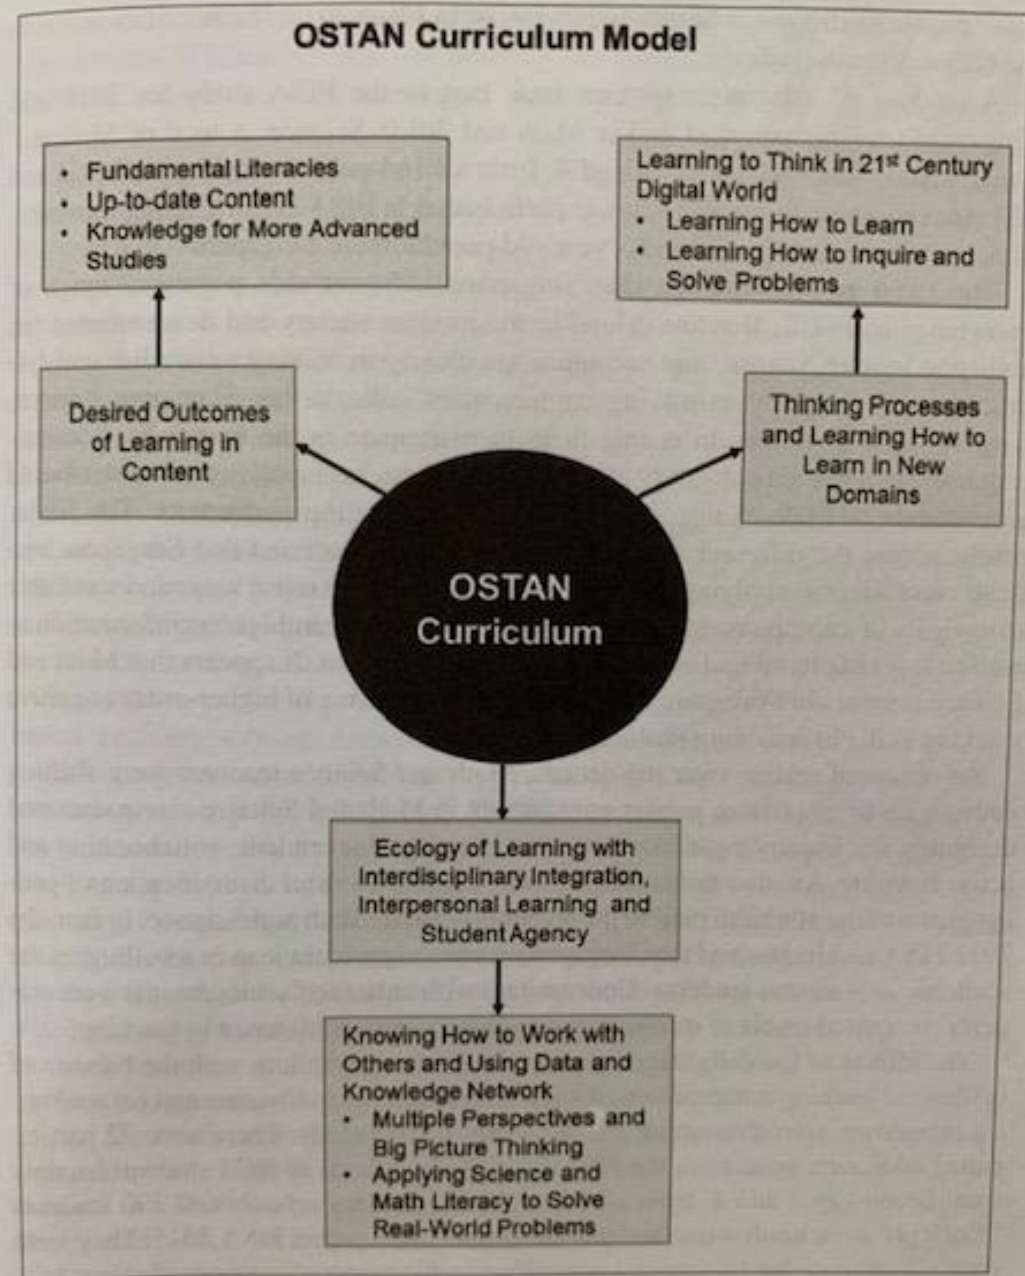 OSTAN Curriculum Model
• Fundamental Literacies
• Up-to-date Content
• Knowledge for More Advanced
Studies
Learning to Think in 21st Century
Digital World
• Learning How to Learn
• Learning How to Inquire and
Solve Problems
Desired Outcomes
of Learning in
Content
Thinking Processes
and Learning How to
Learn in New
Domains
OSTAN
Curriculum
Ecology of Learning with
Interdisciplinary Integration,
Interpersonal Learning and
Student Agency
Knowing How to Work with
Others and Using Data and
Knowledge Network
• Multiple Perspectives and
Big Picture Thinking
• Applying Science and
Math Literacy to Solve
Real-World Problems